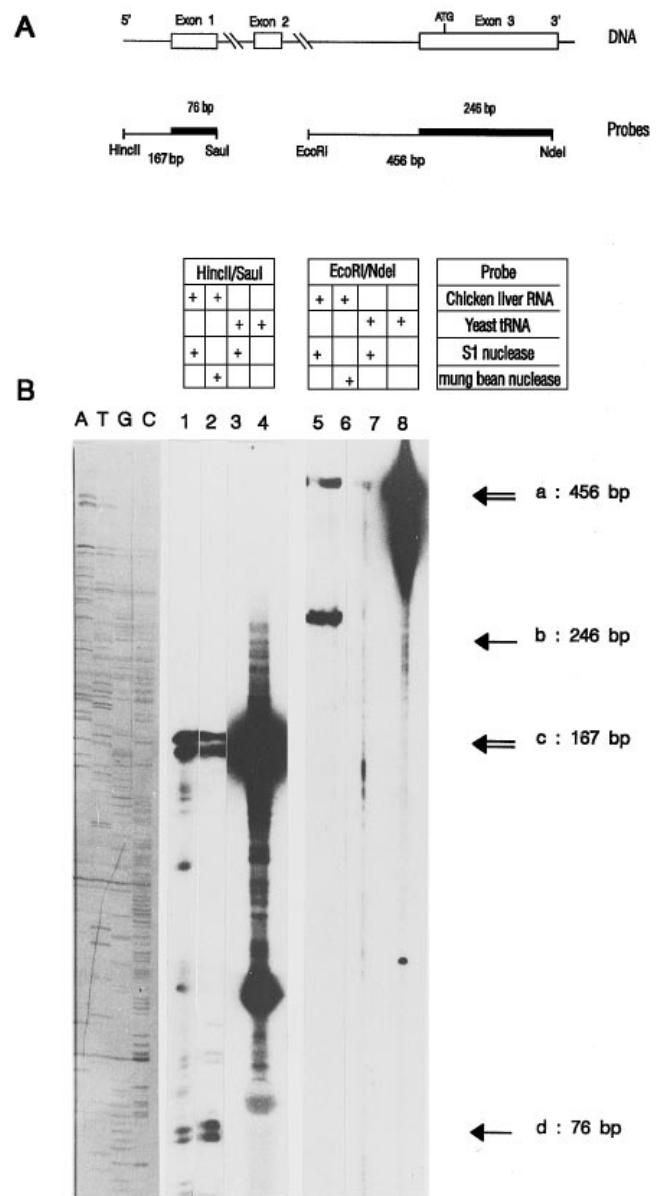 A
5' Exon 1 Exon 2 ATG Exon 3 3' DNA
76 bp 246 bp
Probes
HincII SauI EcoRI NdeI
167 bp 456 bp
HincII/SauI EcoRI/NdeI Probe
+ + + + Chicken liver RNA
+ + + + Yeast tRNA
+ + + + S1 nuclease
+ + mung bean nuclease
B
A T G C 1 2 3 4 5 6 7 8
a : 456 bp
b : 246 bp
c : 167 bp
d : 76 bp